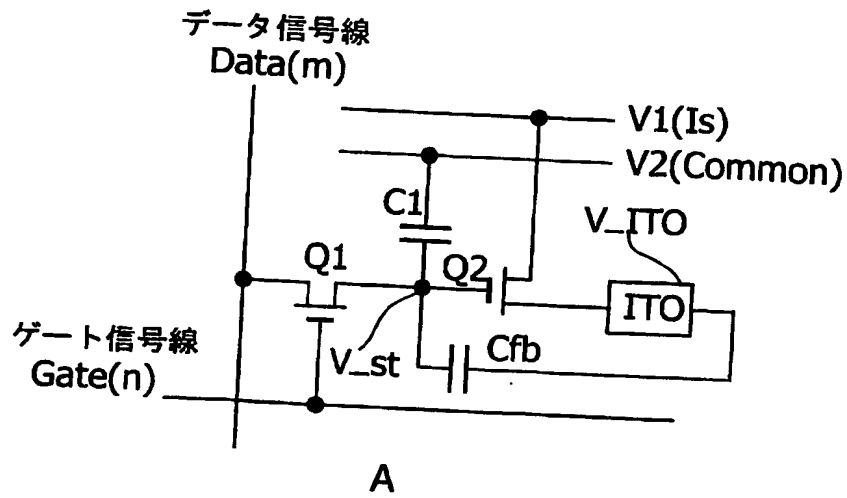 データ信号線
Data(m)
V1(Is)
V2(Common)
C1
V_ITO
Q1
Q2
ITO
ゲート信号線
Gate(n)
V_st
Cfb
A